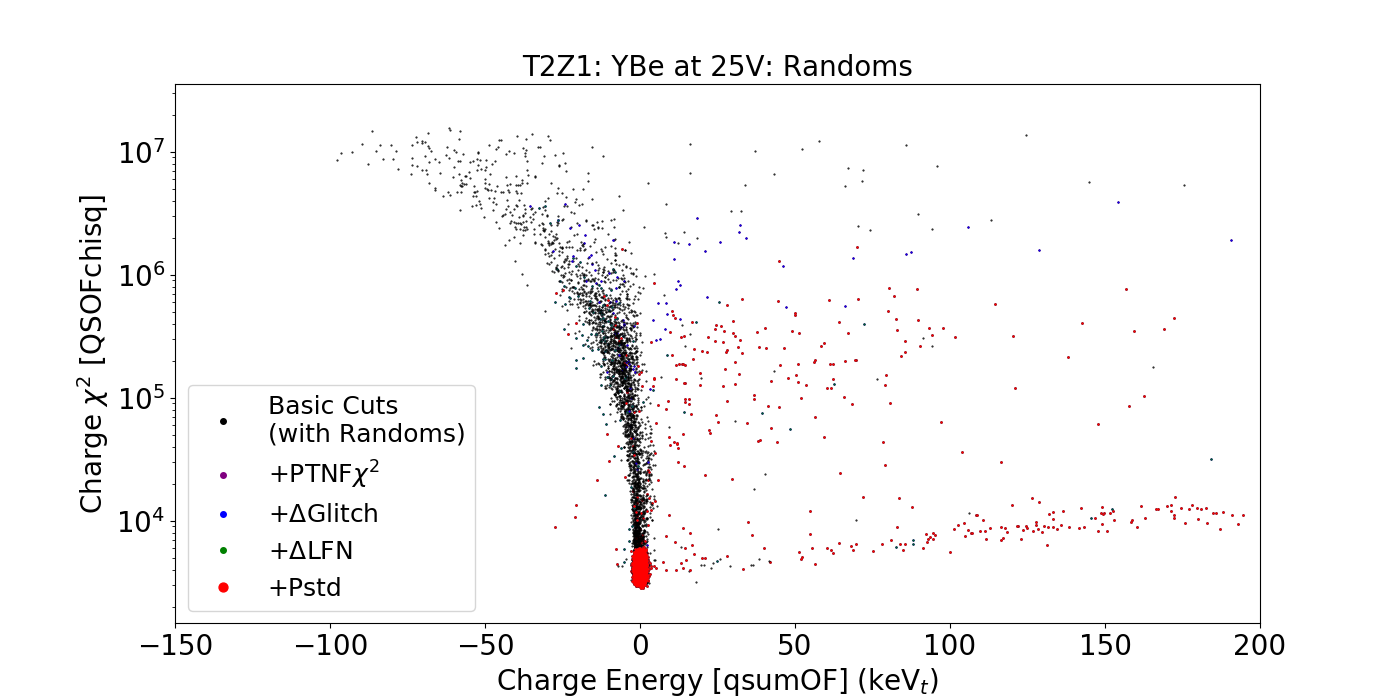 T2Z1: YBe at 25V: Randoms
Charge χ² [QSOFchisq]
10⁷
10⁶
10⁵
10⁴
Basic Cuts
(with Randoms)
+PTNFχ²
+ΔGlitch
+ΔLFN
+Pstd
−150 −100 −50 0 50 100 150 200
Charge Energy [qsumOF] (keVₜ)